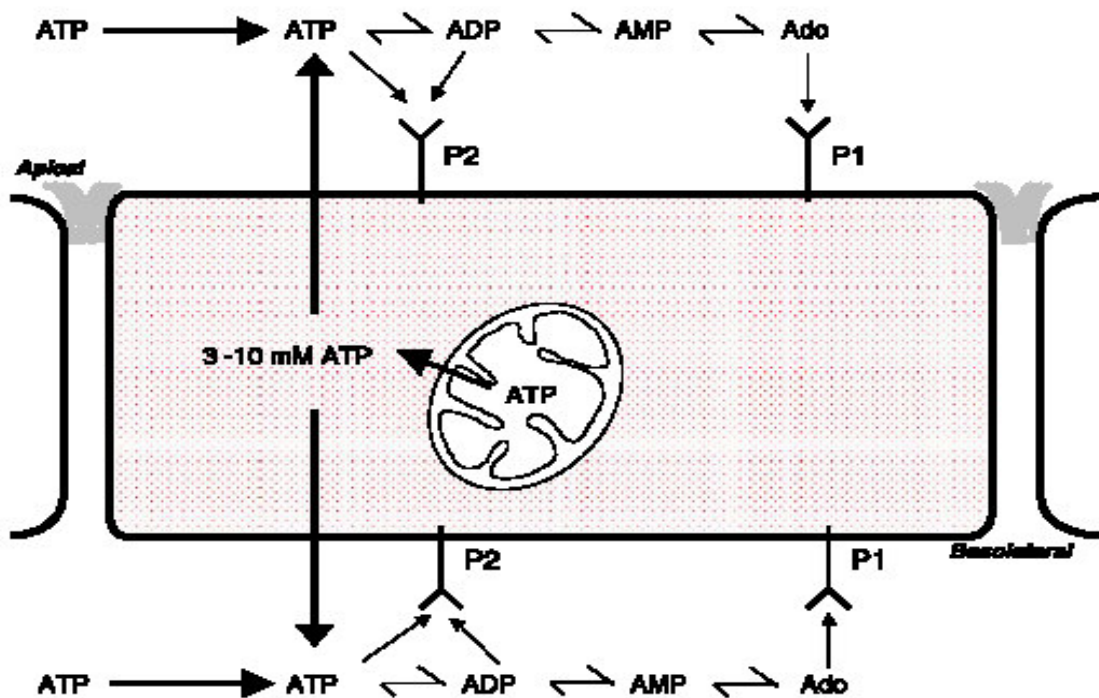 ATP ATP ADP AMP Ado
P2 P1
Apical
3-10 mM ATP
ATP
P2 P1
Basolateral
ATP ATP ADP AMP Ado